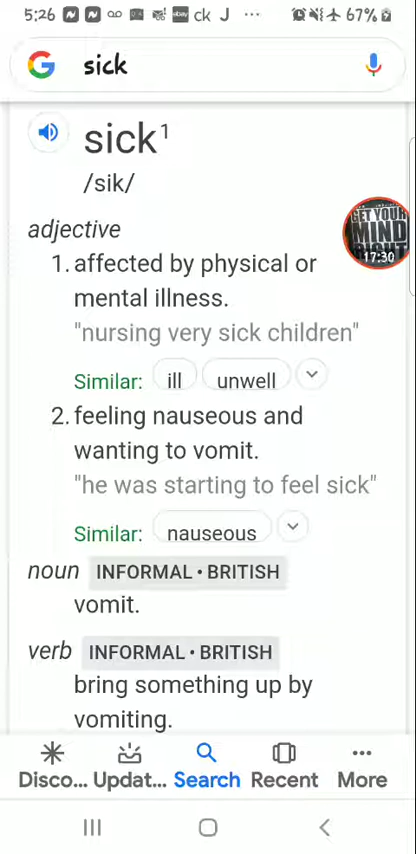 5:26 ebay ck J ... 67%
G sick
sick1
/sik/
adjective
GET YOUR
MIND
RIGHT
17:30
1. affected by physical or
mental illness.
"nursing very sick children"
Similar: ill unwell
2. feeling nauseous and
wanting to vomit.
"he was starting to feel sick"
Similar: nauseous
noun INFORMAL • BRITISH
vomit.
verb INFORMAL • BRITISH
bring something up by
vomiting.
Disco... Updat... Search Recent More